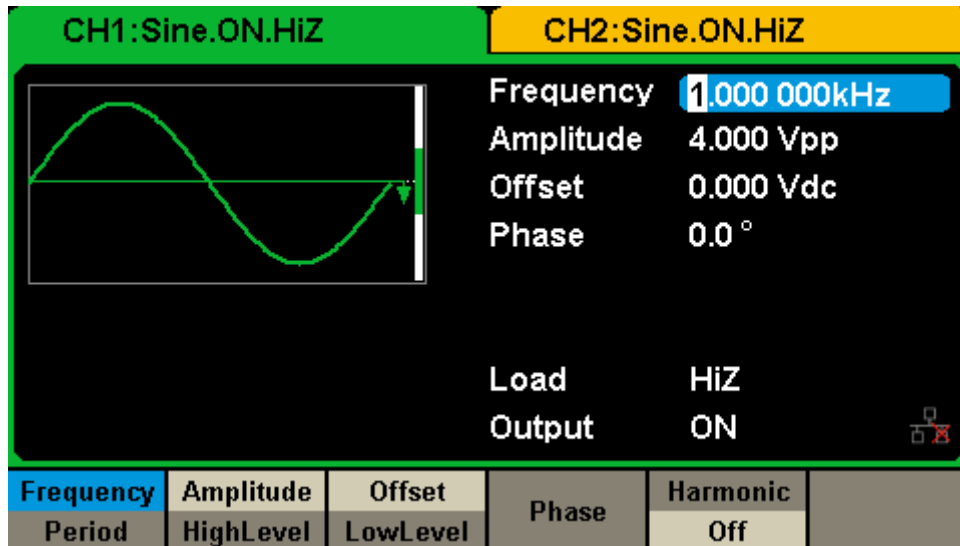 CH1:Sine.ON.HiZ CH2:Sine.ON.HiZ
Frequency 1.000 000kHz
Amplitude 4.000 Vpp
Offset 0.000 Vdc
Phase 0.0 °
Load HiZ
Output ON
Frequency Amplitude Offset Phase Harmonic
Period HighLevel LowLevel Off